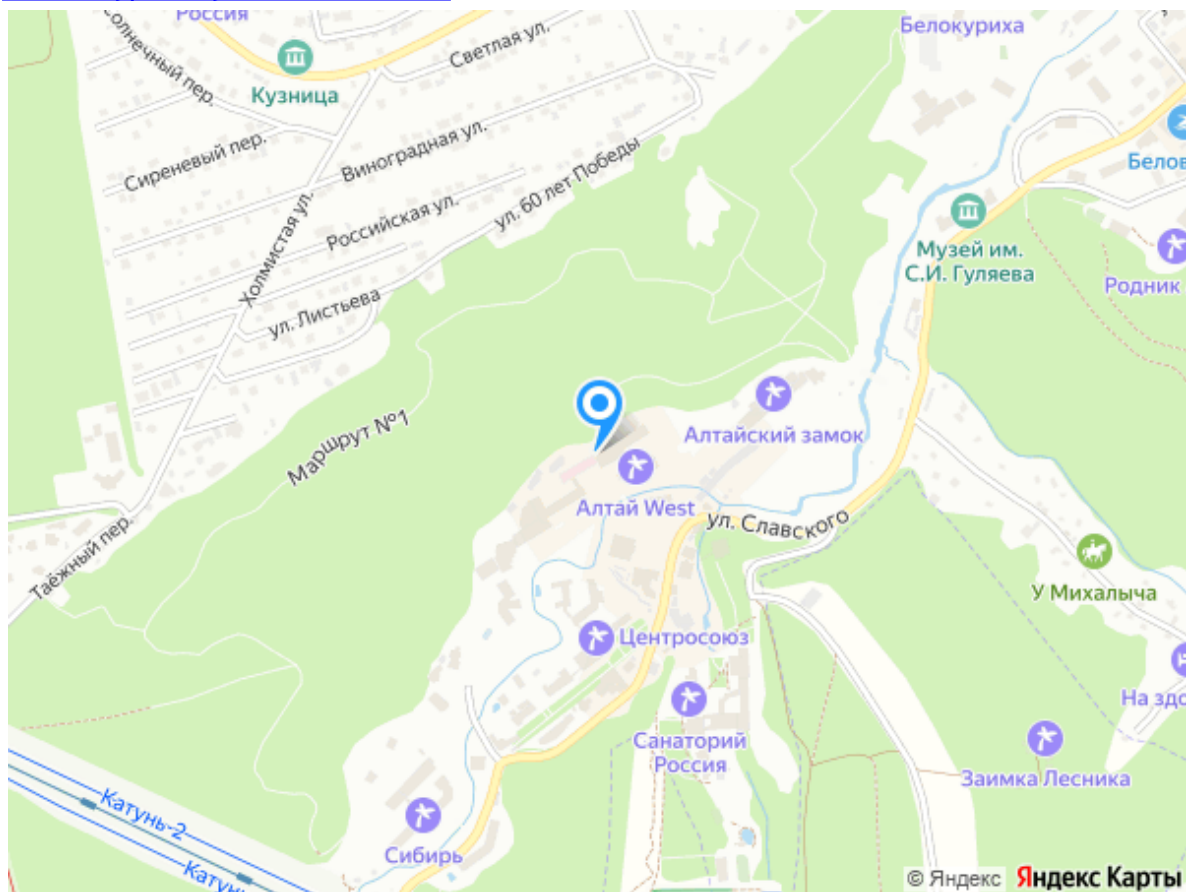 Россия
Белокуриха
Солнечный пер.
Светлая ул.
Кузница
Виноградная ул.
Сиреневый пер.
ул. 60 лет Победы
Российская ул.
Музей им.
С.И. Гуляева
Холмистая ул.
ул. Листьева
Родник
Маршрут №1
Алтайский замок
Алтай West
ул. Славского
Таёжный пер.
У Михалыча
Центросоюз
На здо
Санаторий
Россия
Заимка Лесника
Катунь-2
Сибирь
© Яндекс Яндекс Карты